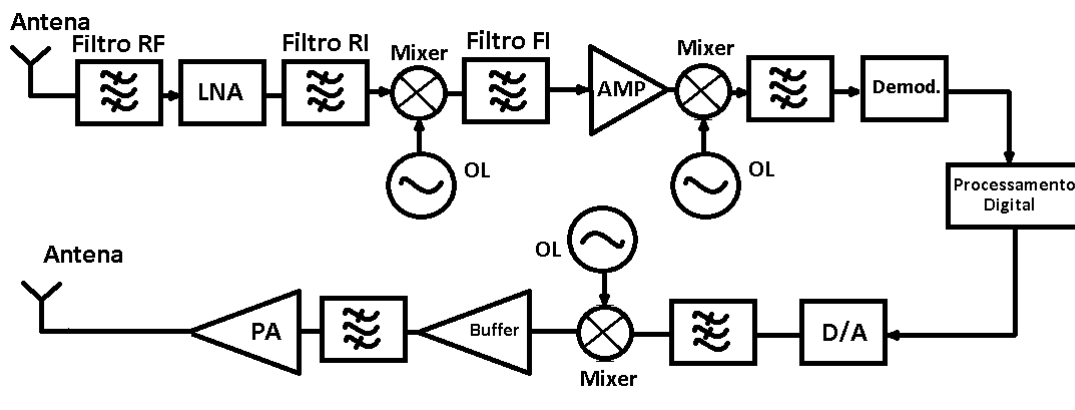 Antena
Filtro RF
LNA
Filtro RI
Mixer
OL
Filtro FI
AMP
Mixer
OL
Demod.
Processamento
Digital
Antena
PA
Buffer
OL
Mixer
D/A